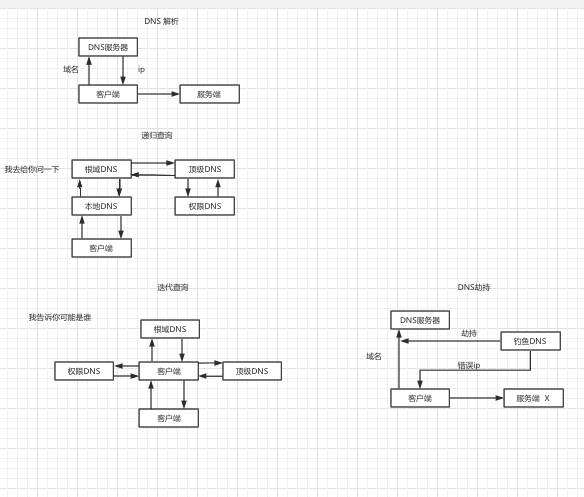 DNS 解析
DNS服务器
域名
ip
客户端
服务端
递归查询
我去给你问一下
根域DNS
顶级DNS
本地DNS
权限DNS
客户端
迭代查询
我告诉你可能是谁
根域DNS
权限DNS
客户端
顶级DNS
客户端
DNS劫持
DNS服务器
劫持
钓鱼DNS
域名
错误ip
客户端
服务端 X